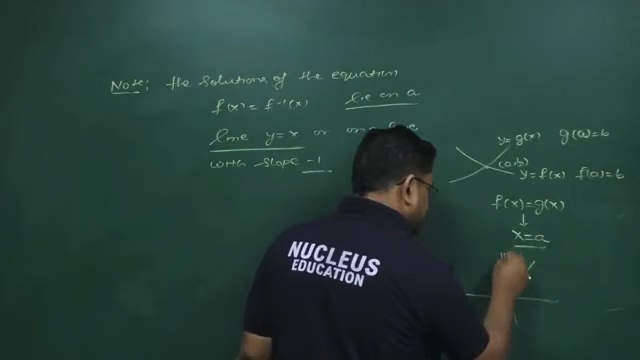 Note: the solutions of the equation
f(x) = f⁻¹(x) lie on a
line y=x or on a line
with slope -1
y=g(x) g(a)=b
(a,b)
y=f(x) f(a)=b
f(x)=g(x)
↓
x=a
NUCLEUS
EDUCATION